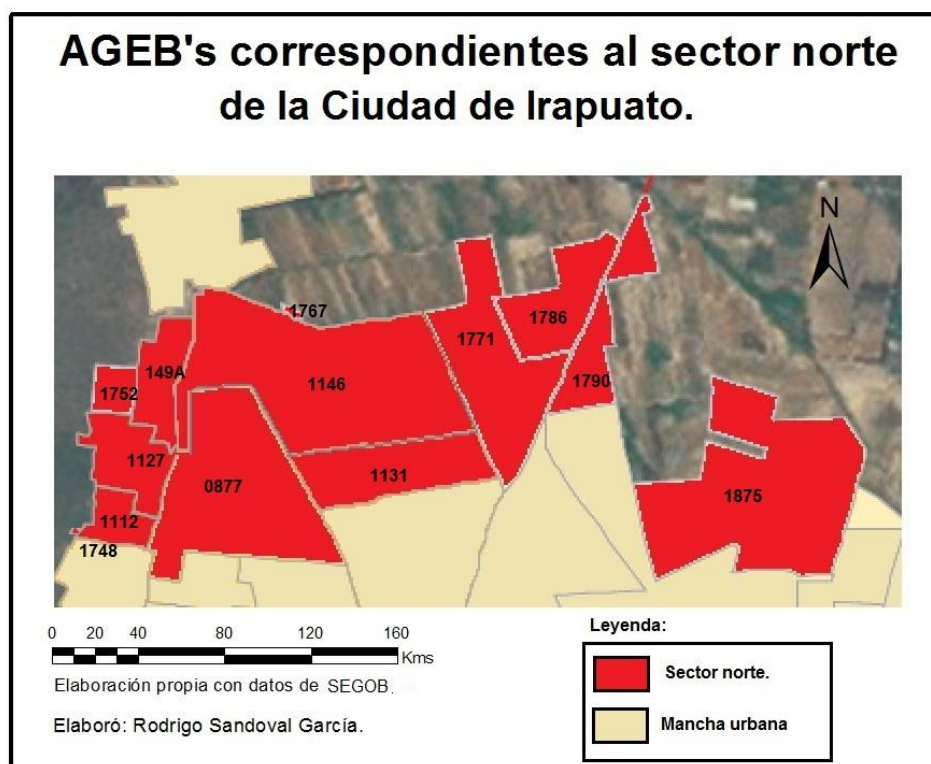 AGEB's correspondientes al sector norte
de la Ciudad de Irapuato.
N
1767
1786
1771
149A
1752
1146
1790
1127
1131
0877
1875
1112
1748
0 20 40 80 120 160
Kms
Elaboración propia con datos de SEGOB.
Elaboró: Rodrigo Sandoval García.
Leyenda:
Sector norte.
Mancha urbana